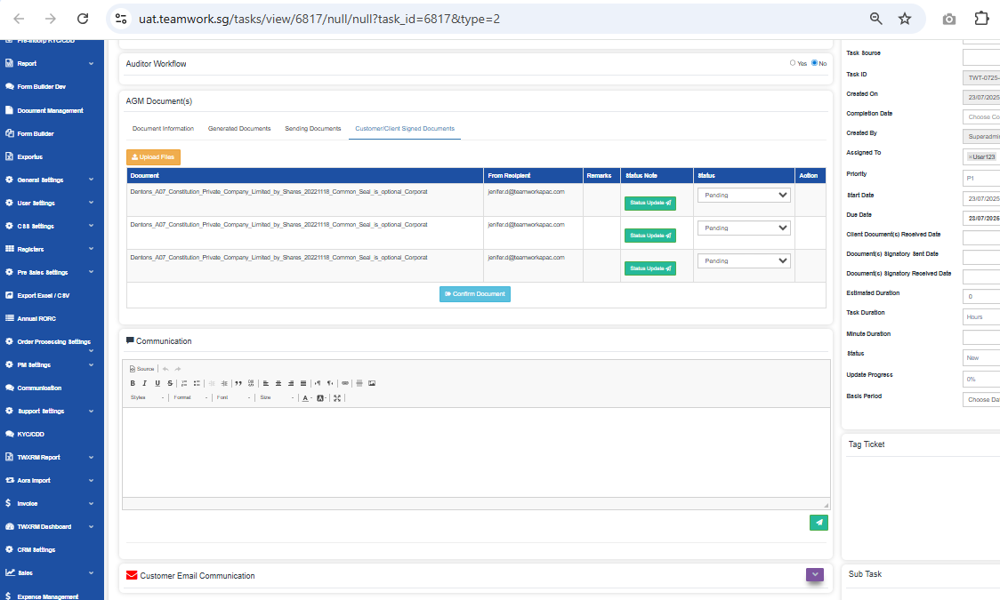 uat.teamwork.sg/tasks/view/6817/null/null?task_id=6817&type=2
Pre-Incorp KYC/CDD
Report
Form Builder Dev
Document Management
Form Builder
Exportus
General Settings
User Settings
CSS Settings
Registers
Pre Sales Settings
Export Excel / CSV
Annual RORC
Order Processing Settings
PM Settings
Communication
Support Settings
KYC/CDD
TWXRM Report
Aora Import
Invoice
TWXRM Dashboard
CRM Settings
Sales
Expense Management
Auditor Workflow
Yes No
AGM Document(s)
Document Information Generated Documents Sending Documents Customer/Client Signed Documents
Upload Files
Document From Recipient Remarks Status Note Status Action
Dentons_A07_Constitution_Private_Company_Limited_by_Shares_20221118_Common_Seal_is_optional_Corporat jenifer.d@teamworkapac.com Status Update Pending
Dentons_A07_Constitution_Private_Company_Limited_by_Shares_20221118_Common_Seal_is_optional_Corporat jenifer.d@teamworkapac.com Status Update Pending
Dentons_A07_Constitution_Private_Company_Limited_by_Shares_20221118_Common_Seal_is_optional_Corporat jenifer.d@teamworkapac.com Status Update Pending
Confirm Document
Communication
Source
B I U S
Styles Format Font Size A A
Customer Email Communication
Task Source
Task ID TWT-0725-
Created On 23/07/2025
Completion Date Choose Co
Created By Superadmi
Assigned To ×User123
Priority P1
Start Date 23/07/2025
Due Date 23/07/2025
Client Document(s) Received Date
Document(s) Signatory Sent Date
Document(s) Signatory Received Date
Estimated Duration 0
Task Duration Hours
Minute Duration
Status New
Update Progress 0%
Basis Period Choose Da
Tag Ticket
Sub Task